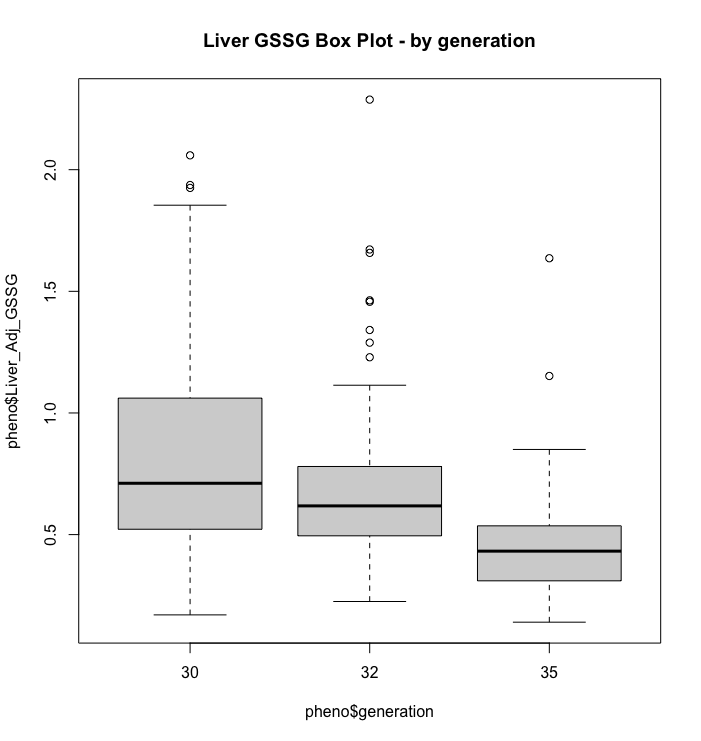 Liver GSSG Box Plot - by generation
pheno$Liver_Adj_GSSG
2.0
1.5
1.0
0.5
30 32 35
pheno$generation